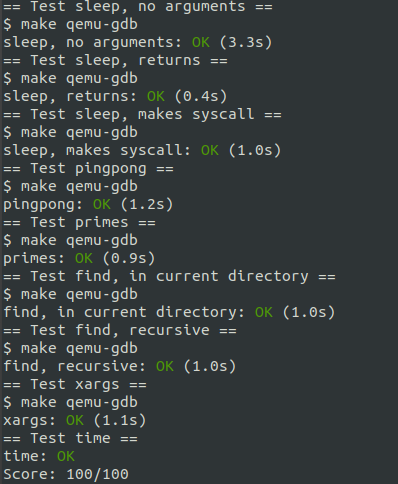 == Test sleep, no arguments ==
$ make qemu-gdb
sleep, no arguments: OK (3.3s)
== Test sleep, returns ==
$ make qemu-gdb
sleep, returns: OK (0.4s)
== Test sleep, makes syscall ==
$ make qemu-gdb
sleep, makes syscall: OK (1.0s)
== Test pingpong ==
$ make qemu-gdb
pingpong: OK (1.2s)
== Test primes ==
$ make qemu-gdb
primes: OK (0.9s)
== Test find, in current directory ==
$ make qemu-gdb
find, in current directory: OK (1.0s)
== Test find, recursive ==
$ make qemu-gdb
find, recursive: OK (1.0s)
== Test xargs ==
$ make qemu-gdb
xargs: OK (1.1s)
== Test time ==
time: OK
Score: 100/100